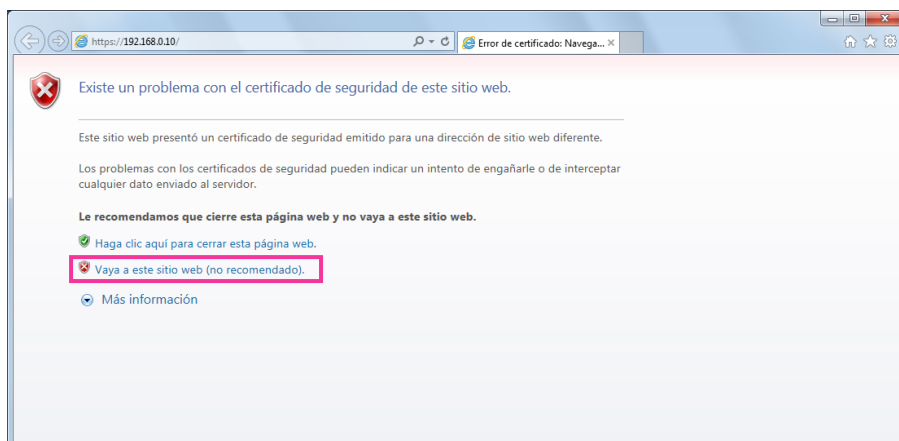 https://192.168.0.10/
Error de certificado: Navega...
Existe un problema con el certificado de seguridad de este sitio web.
Este sitio web presentó un certificado de seguridad emitido para una dirección de sitio web diferente.
Los problemas con los certificados de seguridad pueden indicar un intento de engañarle o de interceptar
cualquier dato enviado al servidor.
Le recomendamos que cierre esta página web y no vaya a este sitio web.
Haga clic aquí para cerrar esta página web.
Vaya a este sitio web (no recomendado).
Más información